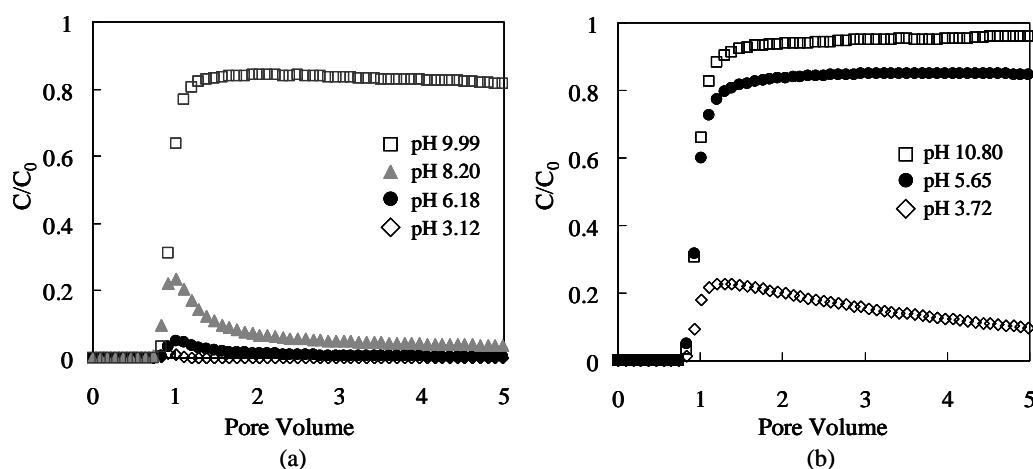 1
0.8
0.6
0.4
0.2
0
C/C0
pH 9.99
pH 8.20
pH 6.18
pH 3.12
0 1 2 3 4 5
Pore Volume
(a)
1
0.8
0.6
0.4
0.2
0
C/C0
pH 10.80
pH 5.65
pH 3.72
0 1 2 3 4 5
Pore Volume
(b)